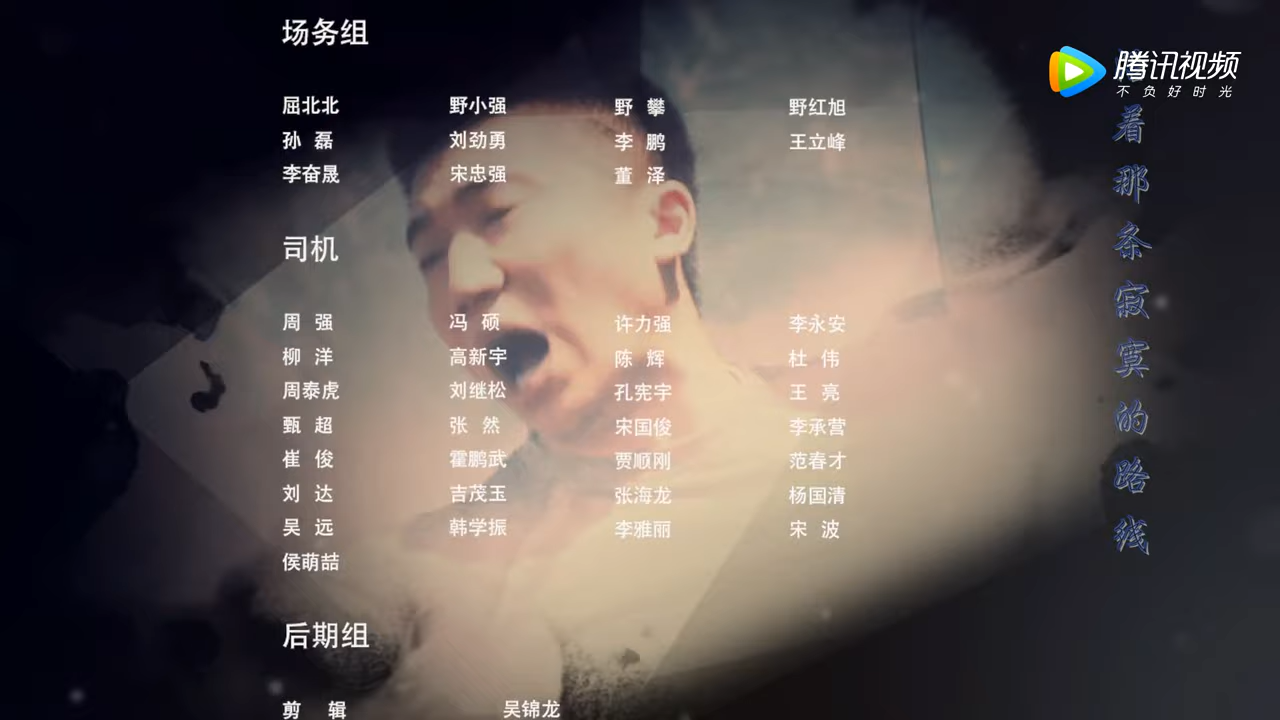 场务组
屈北北 野小强 野 攀 野红旭
孙 磊 刘劲勇 李 鹏 王立峰
李奋晟 宋忠强 董 泽
司机
周 强 冯 硕 许力强 李永安
柳 洋 高新宇 陈 辉 杜 伟
周泰虎 刘继松 孔宪宇 王 亮
甄 超 张 然 宋国俊 李承营
崔 俊 霍鹏武 贾顺刚 范春才
刘 达 吉茂玉 张海龙 杨国清
吴 远 韩学振 李雅丽 宋 波
侯萌喆
后期组
剪 辑 吴锦龙
腾讯视频
不负好时光
着那条寂寞的路线